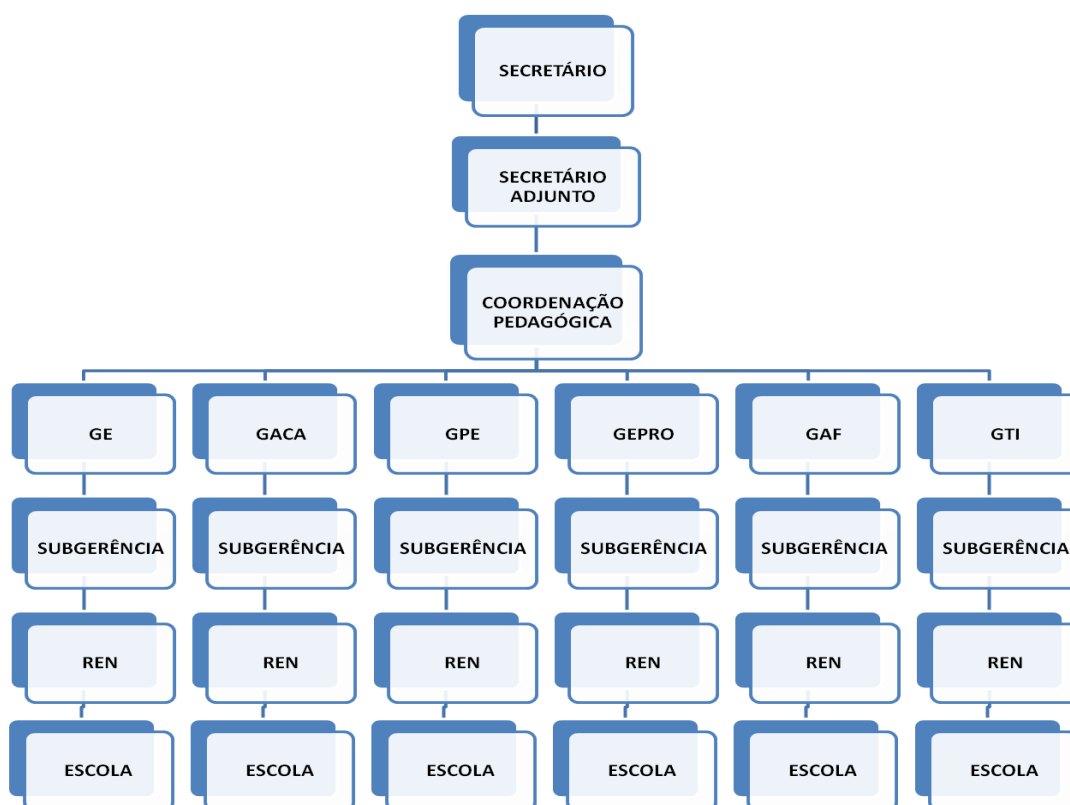 SECRETÁRIO
SECRETÁRIO
ADJUNTO
COORDENAÇÃO
PEDAGÓGICA
GE
GACA
GPE
GEPRO
GAF
GTI
SUBGERÊNCIA
SUBGERÊNCIA
SUBGERÊNCIA
SUBGERÊNCIA
SUBGERÊNCIA
SUBGERÊNCIA
REN
REN
REN
REN
REN
REN
ESCOLA
ESCOLA
ESCOLA
ESCOLA
ESCOLA
ESCOLA